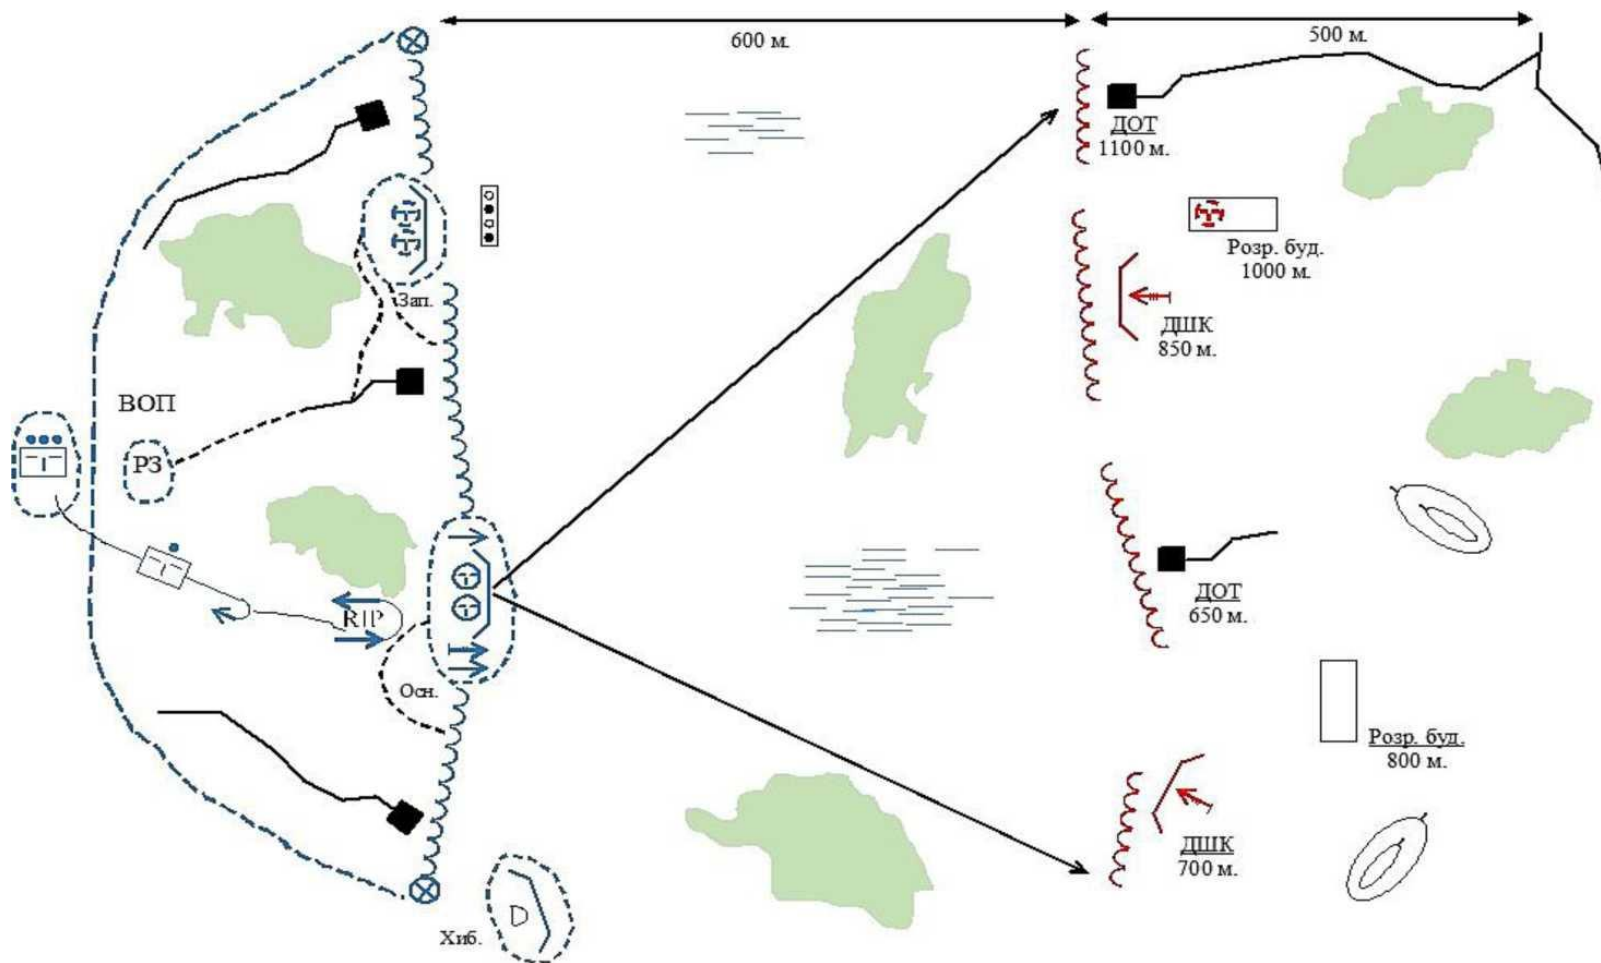 600 м.
500 м.
ДОТ
1100 м.
Розр. буд.
1000 м.
Зап.
ДШК
850 м.
ВОП
РЗ
RIP
ДОТ
650 м.
Осн.
Розр. буд.
800 м.
ДШК
700 м.
D
Хиб.